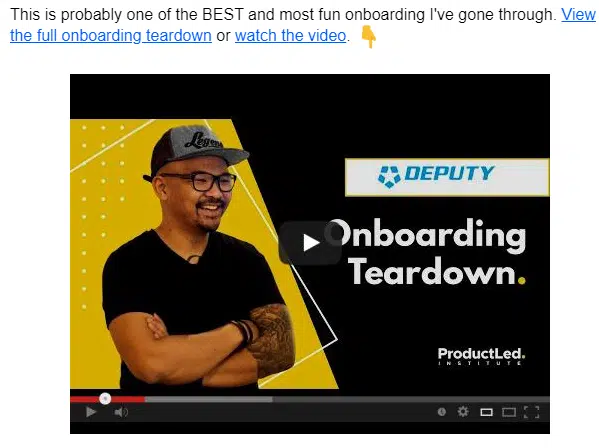 This is probably one of the BEST and most fun onboarding I've gone through. View
the full onboarding teardown or watch the video.
Legend
DEPUTY
Onboarding
Teardown.
ProductLed.
INSTITUTE